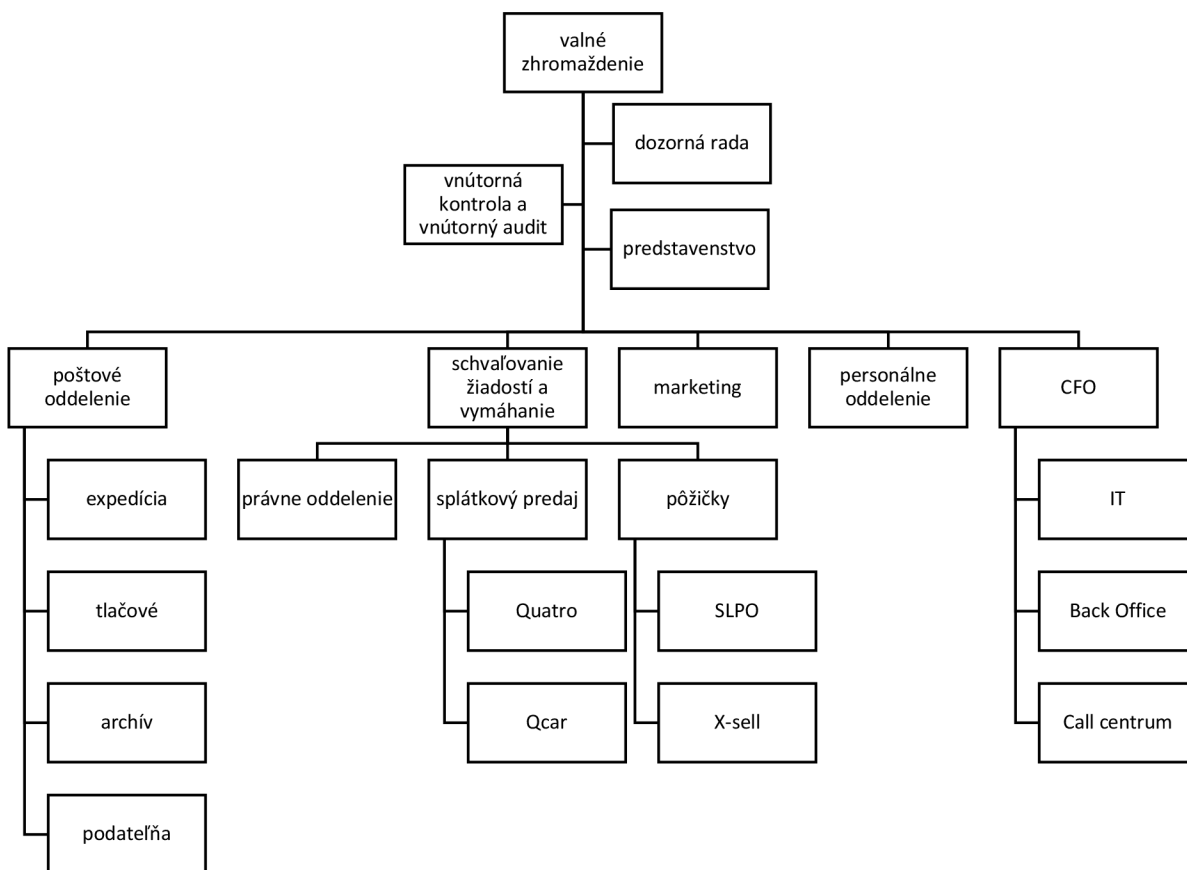 valné
zhromaždenie
dozorná rada
vnútorná
kontrola a
vnútorný audit
predstavenstvo
poštové
oddelenie
schvaľovanie
žiadostí a
vymáhanie
marketing
personálne
oddelenie
CFO
expedícia
právne oddelenie
splátkový predaj
pôžičky
IT
tlačové
Quatro
SLPO
Back Office
archív
Qcar
X-sell
Call centrum
podateľňa